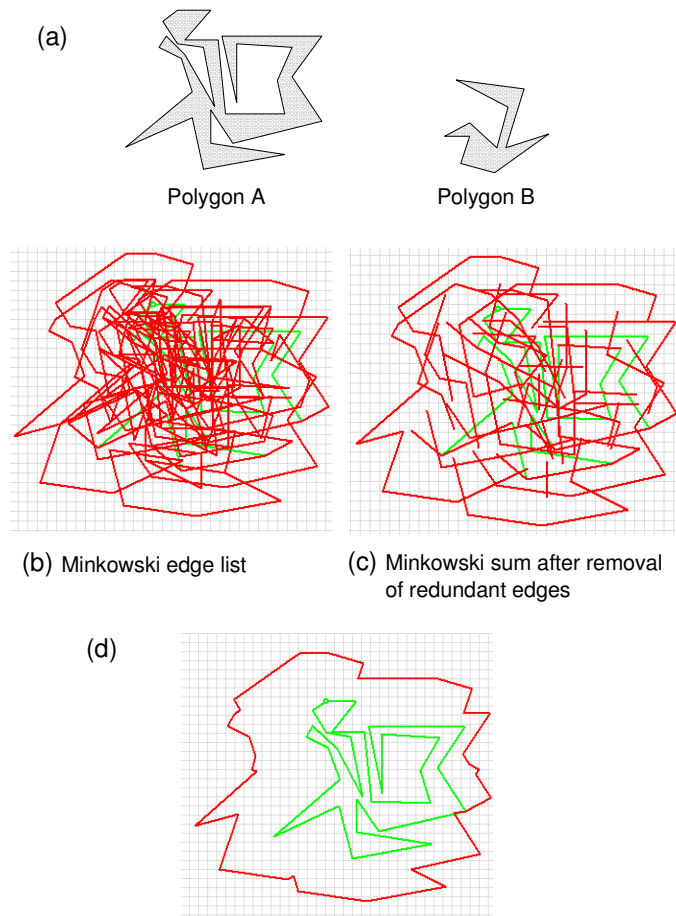 (a)
Polygon A
Polygon B
(b) Minkowski edge list
(c) Minkowski sum after removal
of redundant edges
(d)